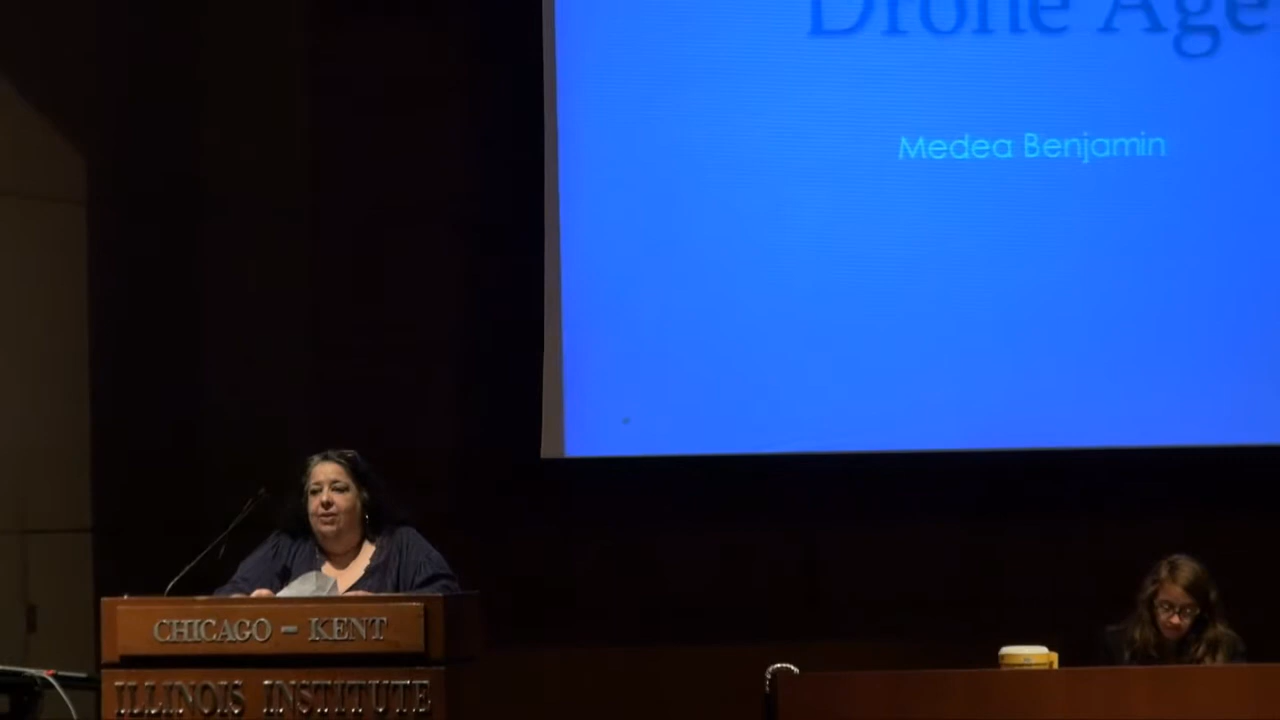 Drone Age
Medea Benjamin
CHICAGO – KENT
ILLINOIS INSTITUTE